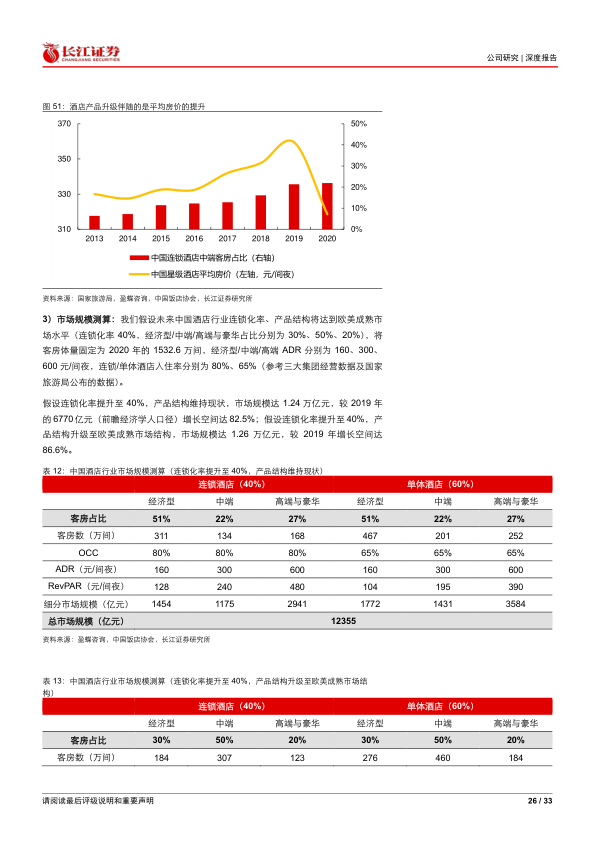 长江证券
CHANGJIANG SECURITIES
公司研究 | 深度报告
图 51：酒店产品升级伴随的是平均房价的提升
370 50%
40%
350 30%
330 20%
10%
310 0%
2013 2014 2015 2016 2017 2018 2019 2020
中国连锁酒店中端客房占比（右轴）
中国星级酒店平均房价（左轴，元/间夜）
资料来源：国家旅游局，盈蝶咨询，中国饭店协会，长江证券研究所
3）市场规模测算：我们假设未来中国酒店行业连锁化率、产品结构将达到欧美成熟市
场水平（连锁化率 40%，经济型/中端/高端与豪华占比分别为 30%、50%、20%），将
客房体量固定为 2020 年的 1532.6 万间，经济型/中端/高端 ADR 分别为 160、300、
600 元/间夜，连锁/单体酒店入住率分别为 80%、65%（参考三大集团经营数据及国家
旅游局公布的数据）。
假设连锁化率提升至 40%，产品结构维持现状，市场规模达 1.24 万亿元，较 2019 年
的 6770 亿元（前瞻经济学人口径）增长空间达 82.5%；假设连锁化率提升至 40%，产
品结构升级至欧美成熟市场结构，市场规模达 1.26 万亿元，较 2019 年增长空间达
86.6%。
表 12：中国酒店行业市场规模测算（连锁化率提升至 40%，产品结构维持现状）
连锁酒店（40%） 单体酒店（60%）
经济型 中端 高端与豪华 经济型 中端 高端与豪华
客房占比 51% 22% 27% 51% 22% 27%
客房数（万间） 311 134 168 467 201 252
OCC 80% 80% 80% 65% 65% 65%
ADR（元/间夜） 160 300 600 160 300 600
RevPAR（元/间夜） 128 240 480 104 195 390
细分市场规模（亿元） 1454 1175 2941 1772 1431 3584
总市场规模（亿元） 12355
资料来源：盈蝶咨询，中国饭店协会，长江证券研究所
表 13：中国酒店行业市场规模测算（连锁化率提升至 40%，产品结构升级至欧美成熟市场结
构）
连锁酒店（40%） 单体酒店（60%）
经济型 中端 高端与豪华 经济型 中端 高端与豪华
客房占比 30% 50% 20% 30% 50% 20%
客房数（万间） 184 307 123 276 460 184
请阅读最后评级说明和重要声明
26 / 33